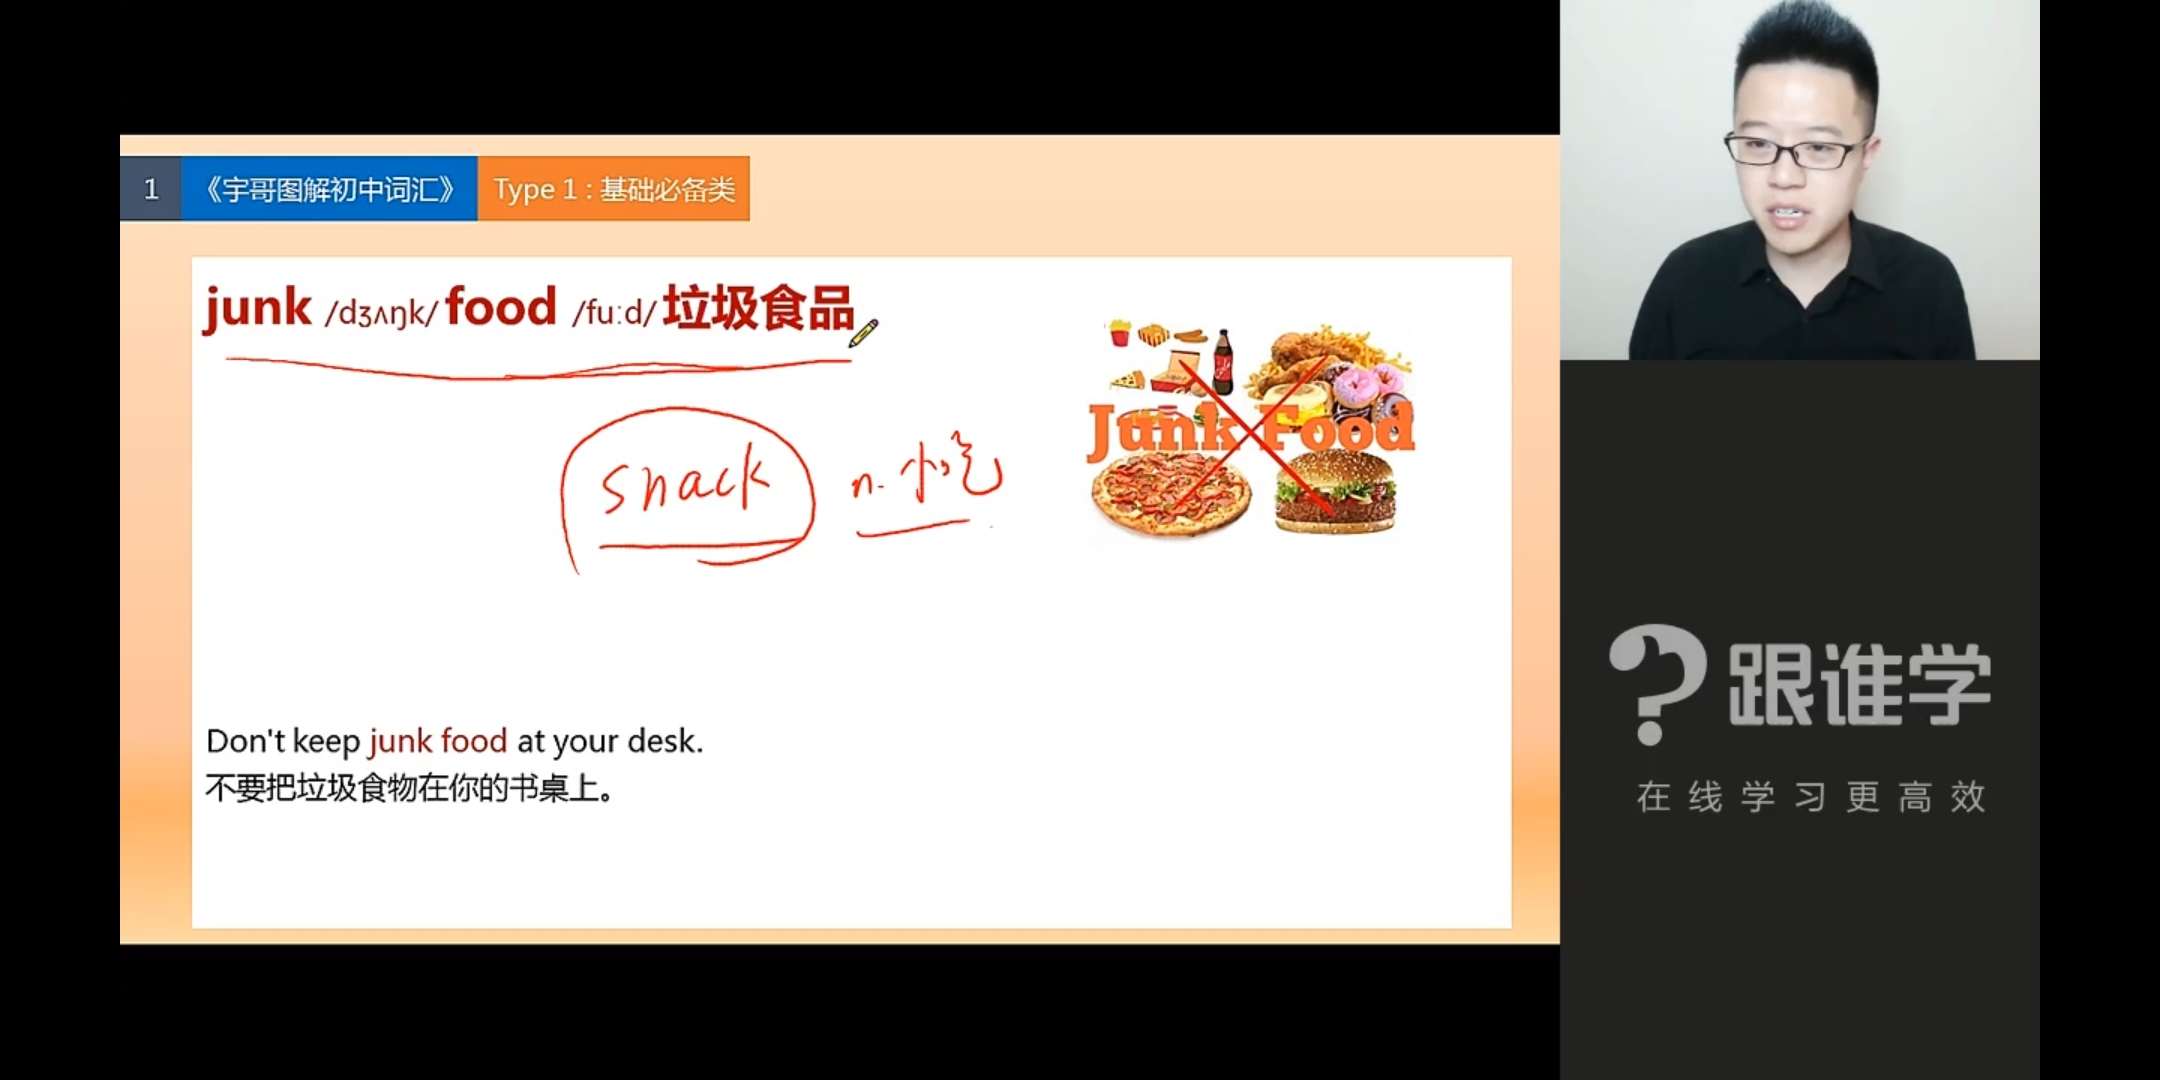 1 《宇哥图解初中词汇》 Type 1 : 基础必备类
junk /dʒʌŋk/ food /fuːd/ 垃圾食品
Junk Food
snack n. 小吃
Don't keep junk food at your desk.
不要把垃圾食物在你的书桌上。
跟谁学
在线学习更高效